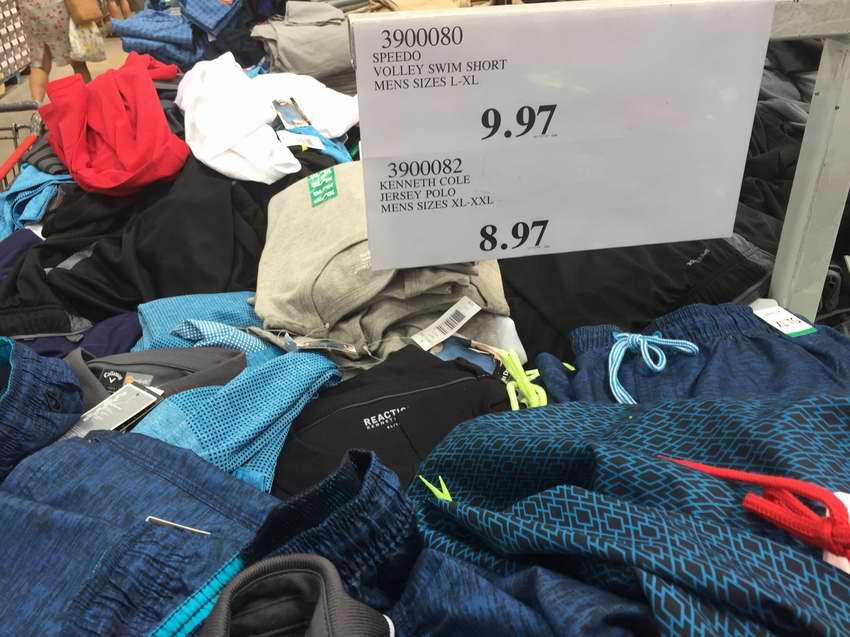 3900080
SPEEDO
VOLLEY SWIM SHORT
MENS SIZES L-XL
9.97
3900082
KENNETH COLE
JERSEY POLO
MENS SIZES XL-XXL
8.97